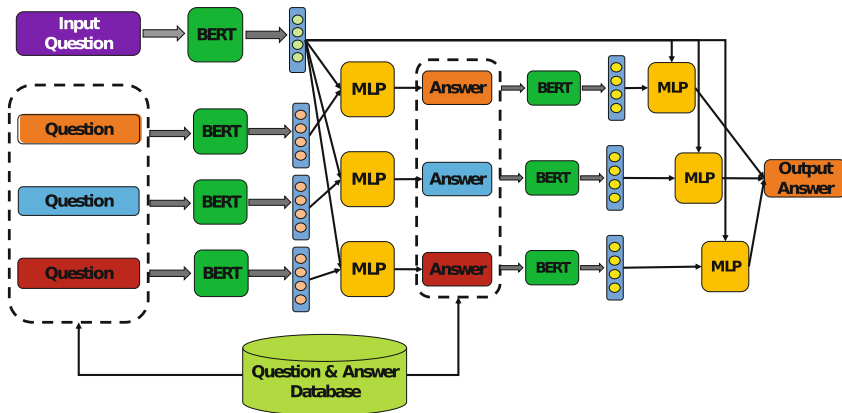 Input
Question
BERT
MLP
Answer
BERT
MLP
Question
BERT
Question
BERT
MLP
Answer
BERT
MLP
Output
Answer
Question
BERT
MLP
Answer
BERT
MLP
Question & Answer
Database